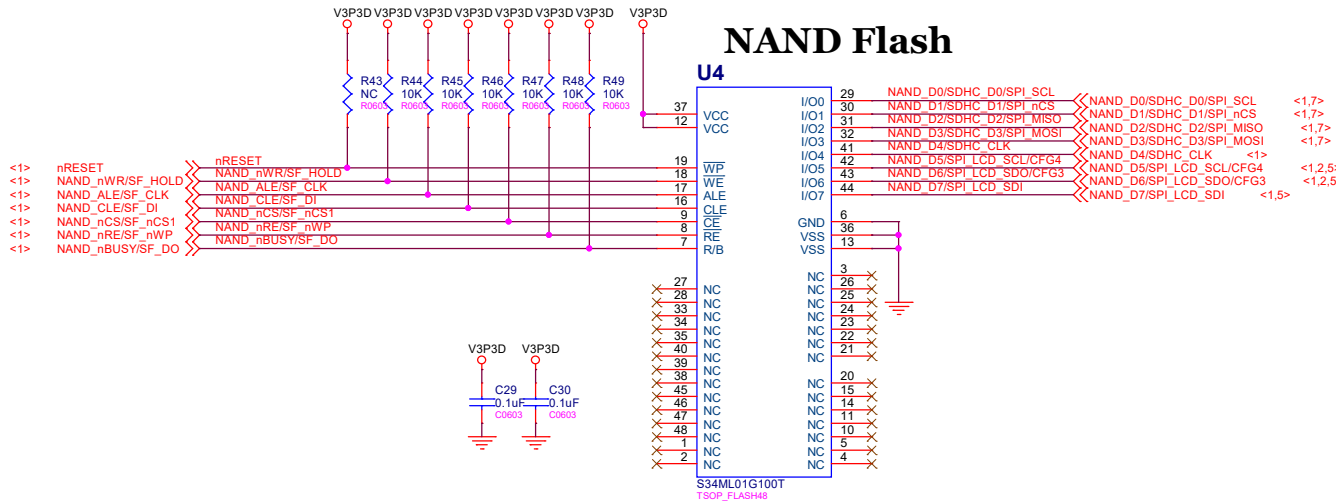 V3P3D V3P3D V3P3D V3P3D V3P3D V3P3D V3P3D V3P3D
NAND Flash
U4
R43 R44 R45 R46 R47 R48 R49
NC 10K 10K 10K 10K 10K 10K
R0603 R0603 R0603 R0603 R0603 R0603 R0603
37 VCC
12 VCC
<1> nRESET nRESET 19 WP
<1> NAND_nWR/SF_HOLD NAND_nWR/SF_HOLD 18 WE
<1> NAND_ALE/SF_CLK NAND_ALE/SF_CLK 17 ALE
<1> NAND_CLE/SF_DI NAND_CLE/SF_DI 16 CLE
<1> NAND_nCS/SF_nCS1 NAND_nCS/SF_nCS1 9 CE
<1> NAND_nRE/SF_nWP NAND_nRE/SF_nWP 8 RE
<1> NAND_nBUSY/SF_DO NAND_nBUSY/SF_DO 7 R/B
I/O0 29 NAND_D0/SDHC_D0/SPI_SCL NAND_D0/SDHC_D0/SPI_SCL <1,7>
I/O1 30 NAND_D1/SDHC_D1/SPI_nCS NAND_D1/SDHC_D1/SPI_nCS <1,7>
I/O2 31 NAND_D2/SDHC_D2/SPI_MISO NAND_D2/SDHC_D2/SPI_MISO <1,7>
I/O3 32 NAND_D3/SDHC_D3/SPI_MOSI NAND_D3/SDHC_D3/SPI_MOSI <1,7>
I/O4 41 NAND_D4/SDHC_CLK NAND_D4/SDHC_CLK <1>
I/O5 42 NAND_D5/SPI_LCD_SCL/CFG4 NAND_D5/SPI_LCD_SCL/CFG4 <1,2,5>
I/O6 43 NAND_D6/SPI_LCD_SDO/CFG3 NAND_D6/SPI_LCD_SDO/CFG3 <1,2,5
I/O7 44 NAND_D7/SPI_LCD_SDI NAND_D7/SPI_LCD_SDI <1,5>
GND 6
VSS 36
VSS 13
27 NC
28 NC
33 NC
34 NC
35 NC
40 NC
39 NC
38 NC
45 NC
46 NC
47 NC
48 NC
1 NC
2 NC
NC 3
NC 26
NC 25
NC 24
NC 23
NC 22
NC 21
NC 20
NC 15
NC 14
NC 11
NC 10
NC 5
NC 4
V3P3D V3P3D
C29 C30
0.1uF 0.1uF
C0603 C0603
S34ML01G100T
TSOP_FLASH48